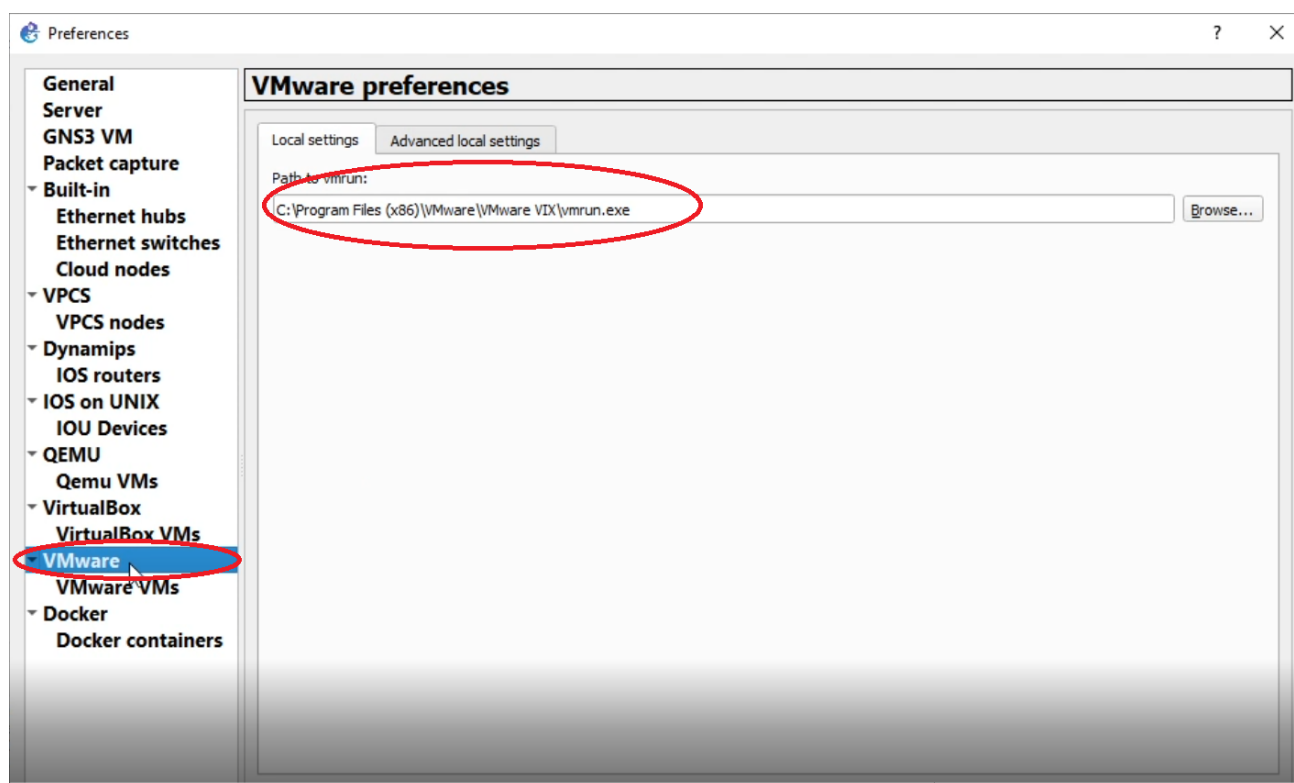 Preferences
?
General
Server
GNS3 VM
Packet capture
Built-in
Ethernet hubs
Ethernet switches
Cloud nodes
VPCS
VPCS nodes
Dynamips
IOS routers
IOS on UNIX
IOU Devices
QEMU
Qemu VMs
VirtualBox
VirtualBox VMs
VMware
VMware VMs
Docker
Docker containers
VMware preferences
Local settings
Advanced local settings
Path to vmrun:
C:\Program Files (x86)\VMware\VMware VIX\vmrun.exe
Browse...